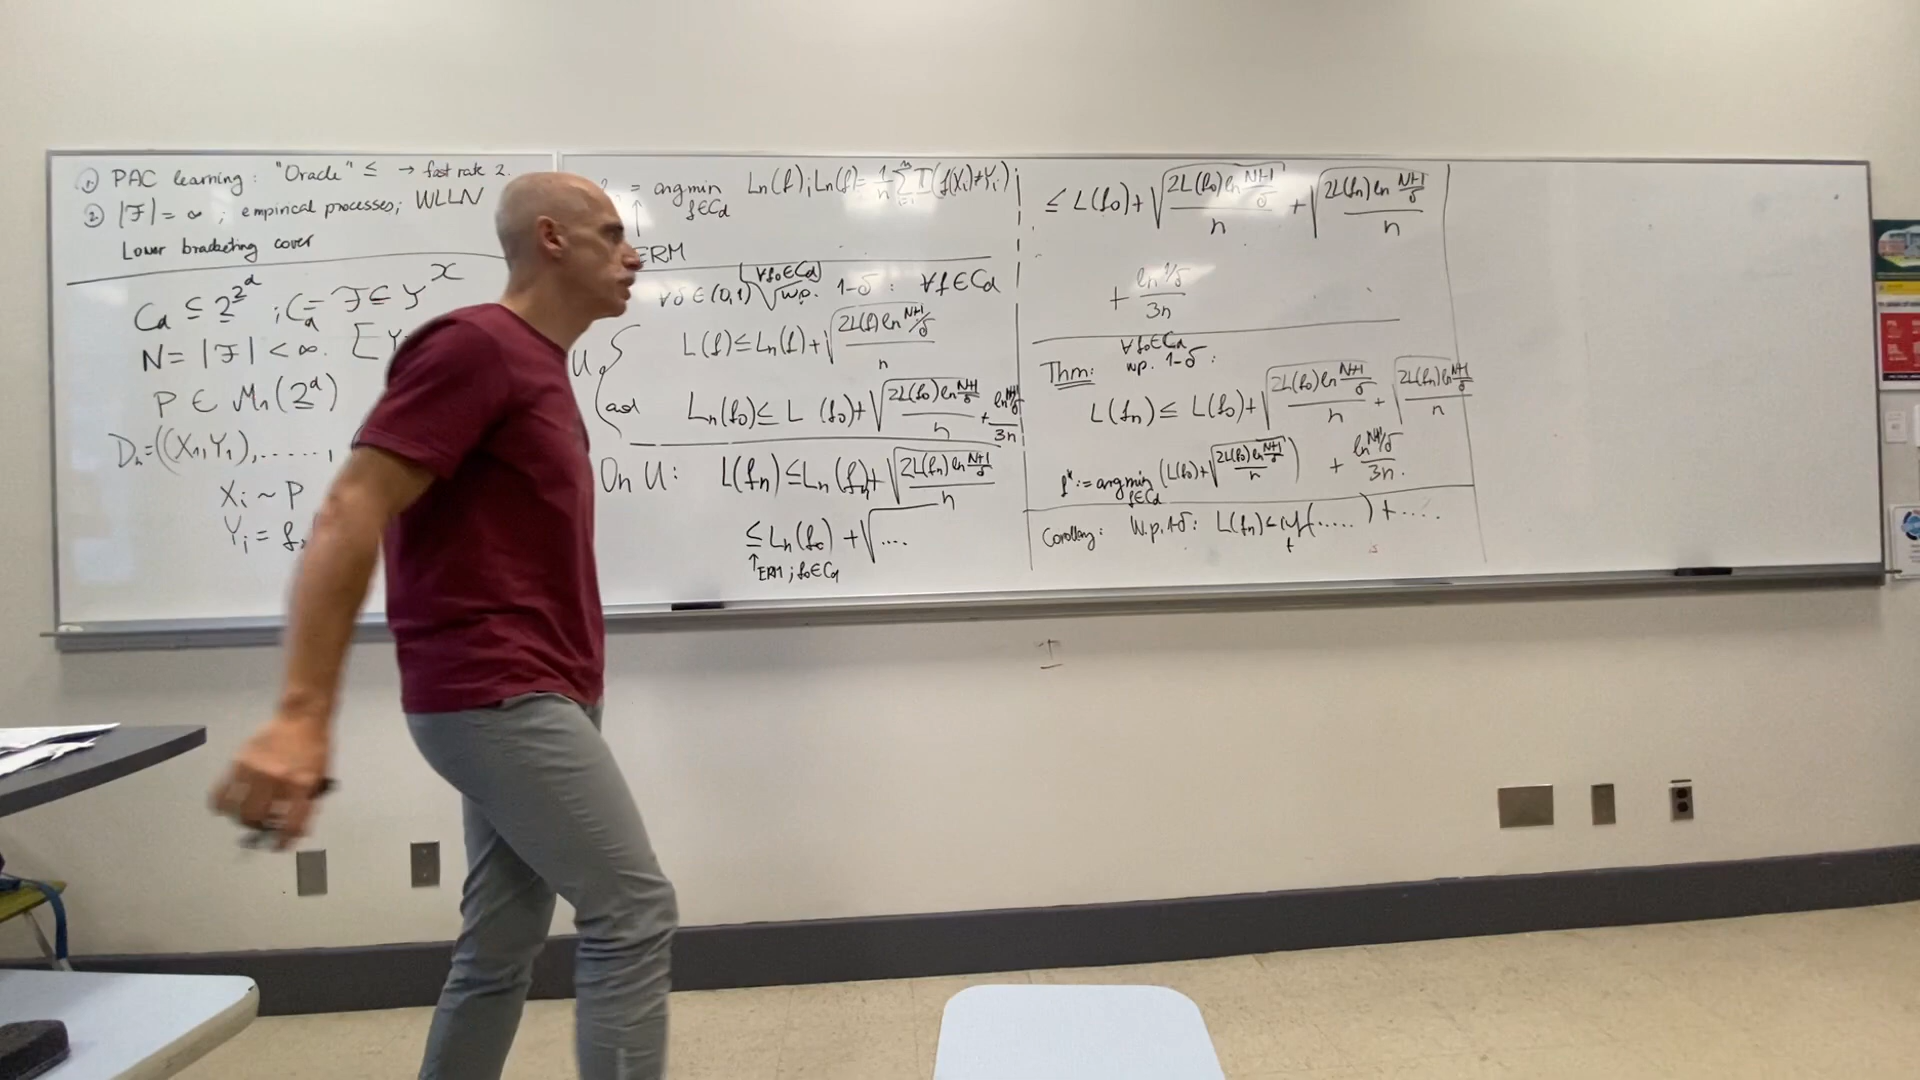 ① PAC learning: "Oracle" ≤ → fast rate 2.
② |F| = ∞ ; empirical processes; WLLN
Lower bracketing cover
C_d ⊆ 2^{2^d} ; C_d = F ⊆ Y^X
N = |F| < ∞. [Y
P ∈ M_1(2^d)
D_n = ((X_1,Y_1), ......,
X_i ~ P
Y_i = f
= argmin_{f∈C_d} L_n(f) ; L_n(f) = 1/n Σ_{i=1}^n I(f(X_i) ≠ Y_i)
↑
ERM
∀f_0∈C_d
∀δ∈(0,1) w.p. 1-δ : ∀f∈C_d
U
L(f) ≤ L_n(f) + √(2L(f) ln (N+1)/δ / n)
and L_n(f_0) ≤ L(f_0) + √(2L(f_0) ln (N+1)/δ / n) + ln (N+1)/δ / 3n
On U: L(f_n) ≤ L_n(f_n) + √(2L(f_n) ln (N+1)/δ / n)
≤ L_n(f_0) + √....
↑ ERM ; f_0∈C_d
≤ L(f_0) + √(2L(f_0) ln (N+1)/δ / n) + √(2L(f_n) ln (N+1)/δ / n)
+ ln 1/δ / 3n
∀f_0∈C_d
Thm: wp. 1-δ :
L(f_n) ≤ L(f_0) + √(2L(f_0) ln (N+1)/δ / n) + √(2L(f_n) ln (N+1)/δ / n)
+ ln (N+1)/δ / 3n.
f* := argmin_{f∈C_d} (L(f_0) + √(2L(f_0) ln (N+1)/δ / n))
Corollary: W.p. 1-δ: L(f_n) ≤ inf_f (.....) + ....